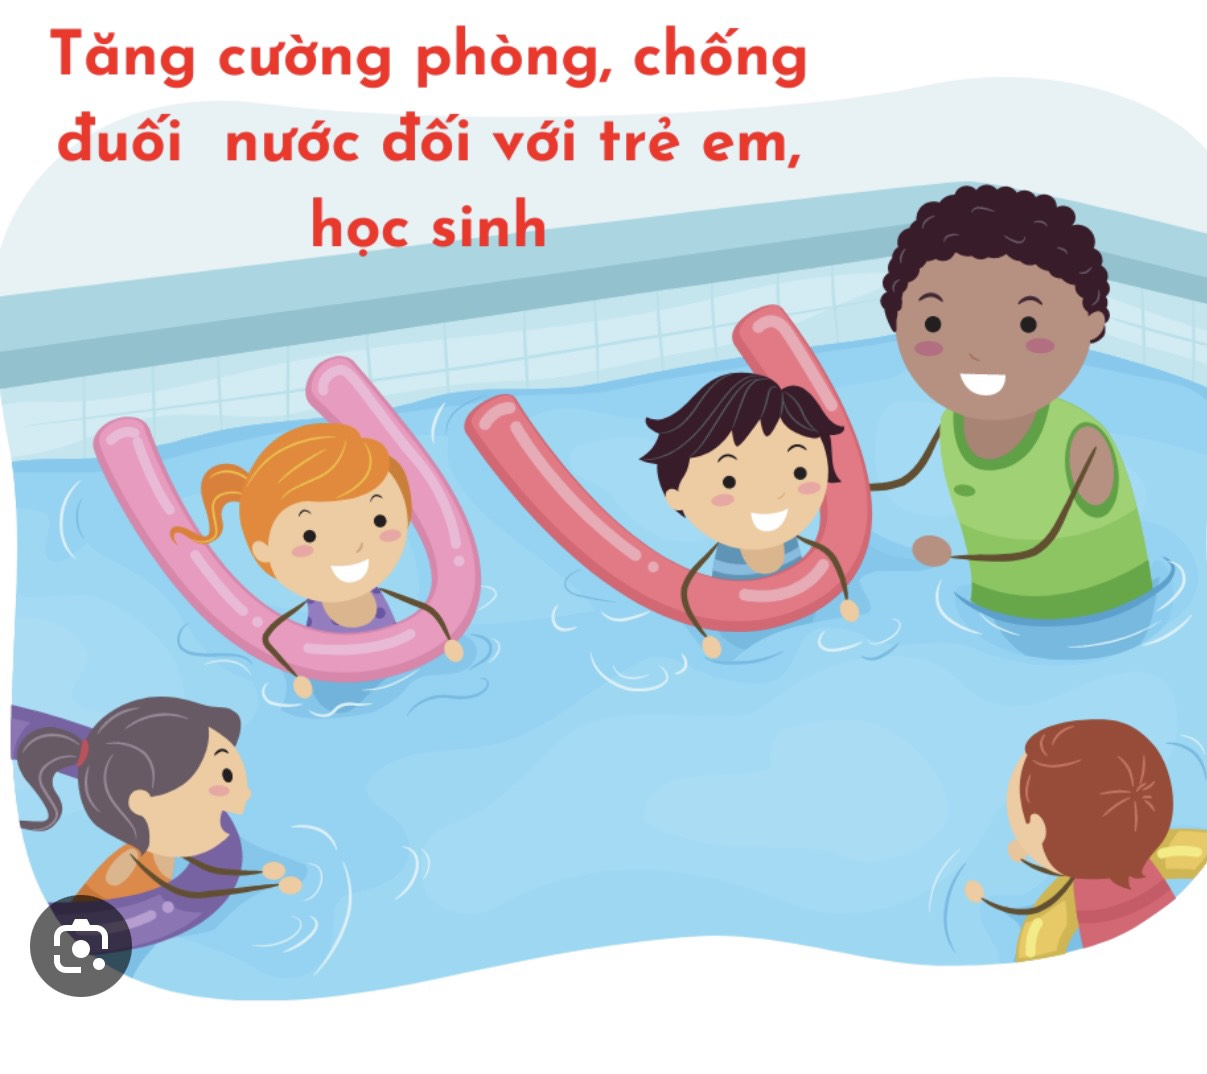 Tăng cường phòng, chống
đuối nước đối với trẻ em,
học sinh